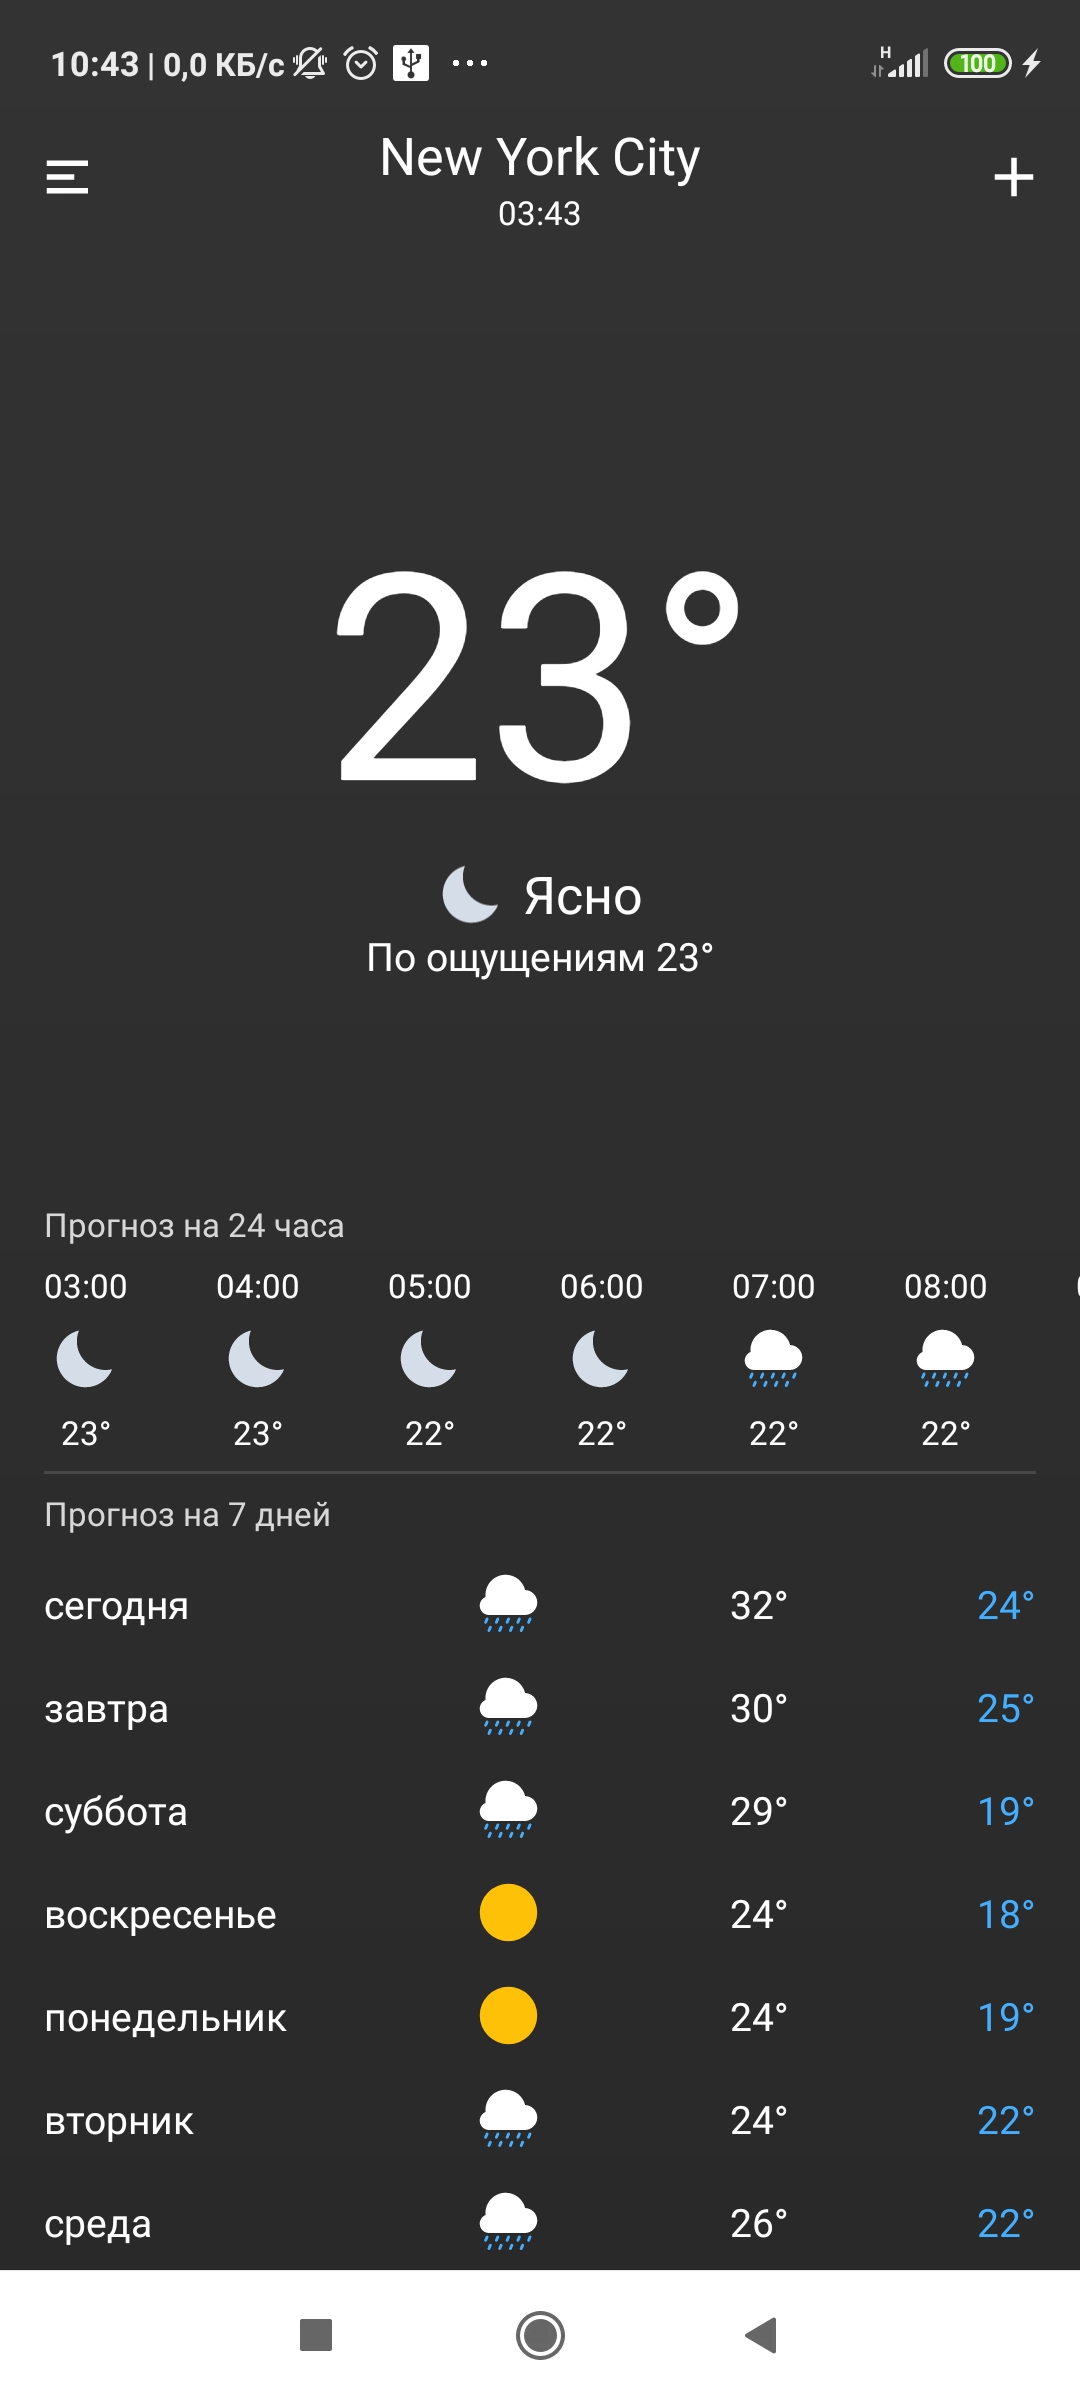 10:43 | 0,0 КБ/с H 100
New York City
03:43
23°
Ясно
По ощущениям 23°
Прогноз на 24 часа
03:00 04:00 05:00 06:00 07:00 08:00
23° 23° 22° 22° 22° 22°
Прогноз на 7 дней
сегодня 32° 24°
завтра 30° 25°
суббота 29° 19°
воскресенье 24° 18°
понедельник 24° 19°
вторник 24° 22°
среда 26° 22°